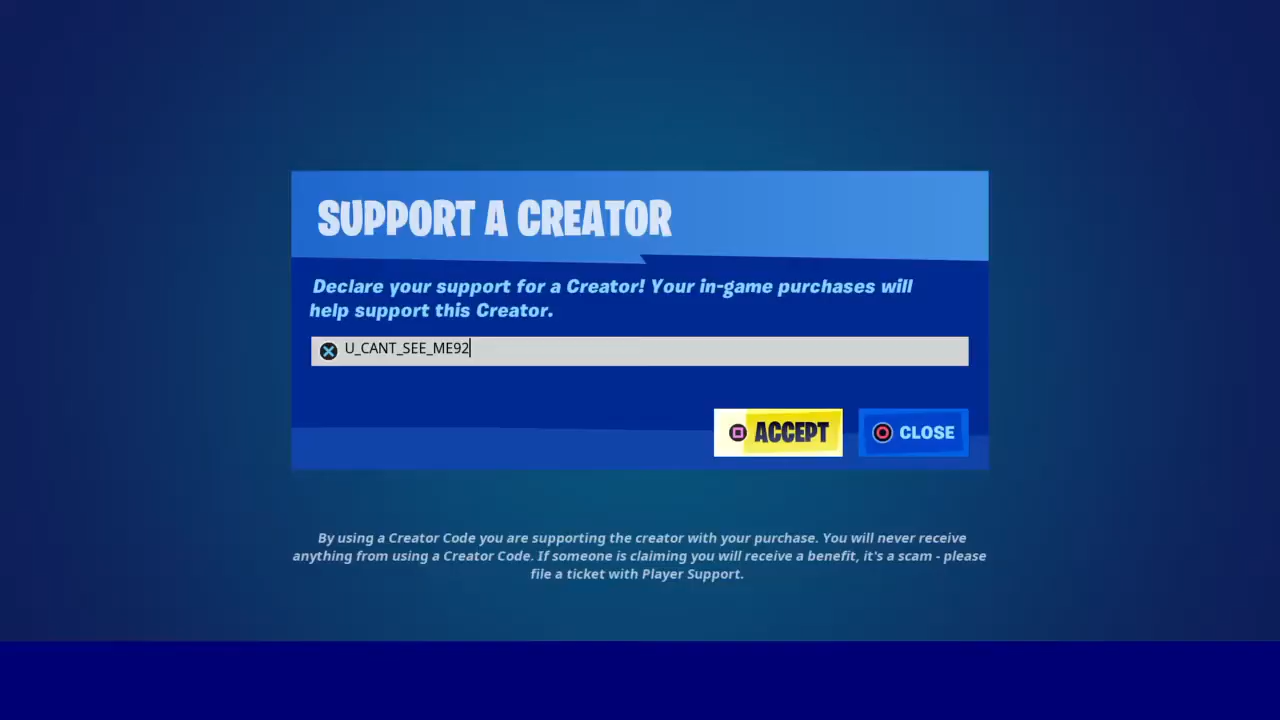 SUPPORT A CREATOR
Declare your support for a Creator! Your in-game purchases will
help support this Creator.
U_CANT_SEE_ME92
ACCEPT
CLOSE
By using a Creator Code you are supporting the creator with your purchase. You will never receive
anything from using a Creator Code. If someone is claiming you will receive a benefit, it's a scam - please
file a ticket with Player Support.